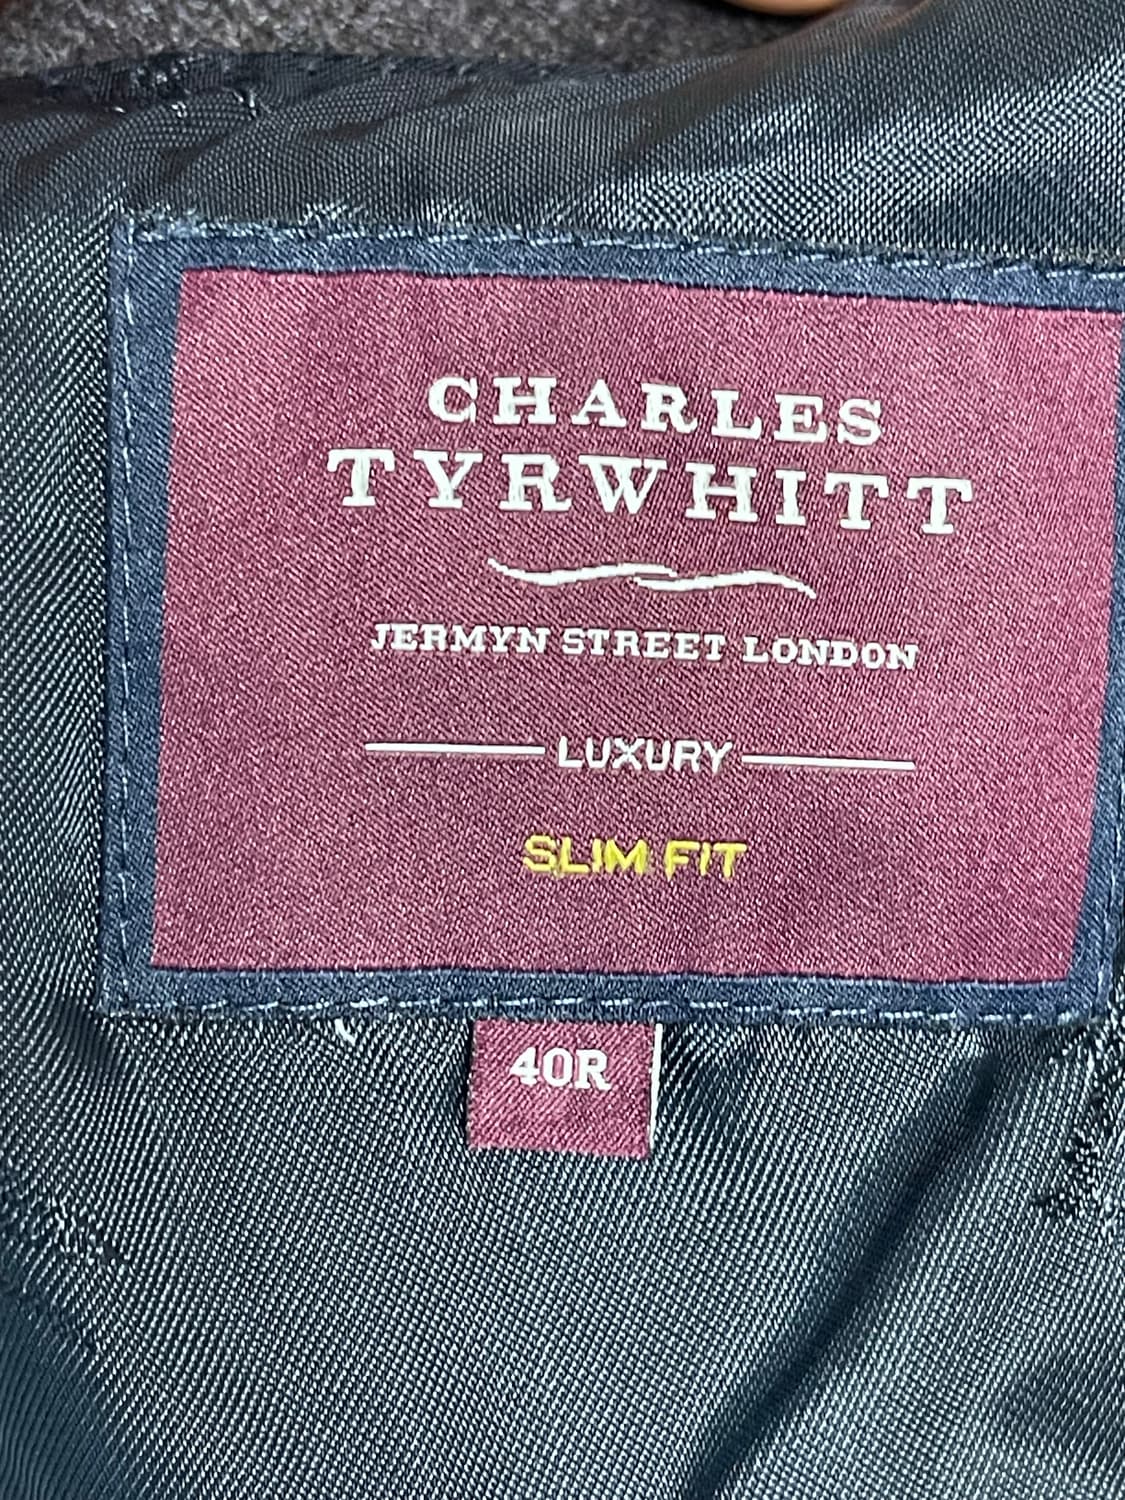 CHARLES
TYRWHITT
JERMYN STREET LONDON
LUXURY
SLIM FIT
40R